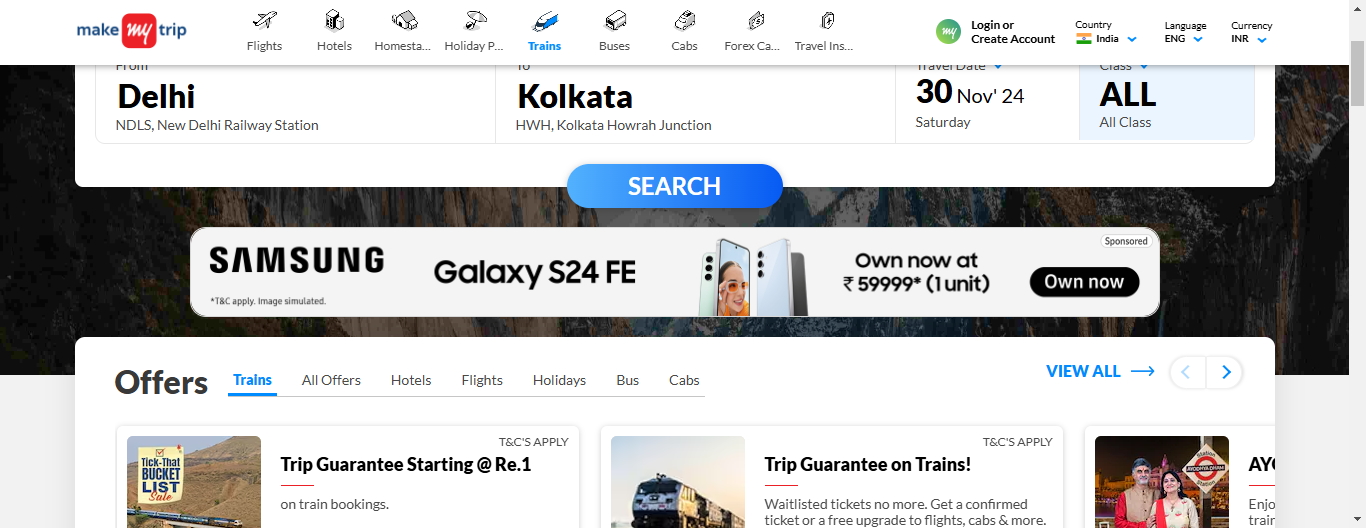 make my trip
Flights
Hotels
Homesta...
Holiday P...
Trains
Buses
Cabs
Forex Ca...
Travel Ins...
my
Login or
Create Account
Country
India
Language
ENG
Currency
INR
From
Delhi
NDLS, New Delhi Railway Station
To
Kolkata
HWH, Kolkata Howrah Junction
Travel Date
30 Nov' 24
Saturday
Class
ALL
All Class
SEARCH
SAMSUNG
*T&C apply. Image simulated.
Galaxy S24 FE
Own now at
₹ 59999* (1 unit)
Sponsored
Own now
Offers
Trains
All Offers
Hotels
Flights
Holidays
Bus
Cabs
VIEW ALL
TICK-THAT
BUCKET
LIST
Sale
T&C'S APPLY
Trip Guarantee Starting @ Re.1
on train bookings.
T&C'S APPLY
Trip Guarantee on Trains!
Waitlisted tickets no more. Get a confirmed
ticket or a free upgrade to flights, cabs & more.
Station
AYODHYA DHAM
Station
AYO
Enjo
train